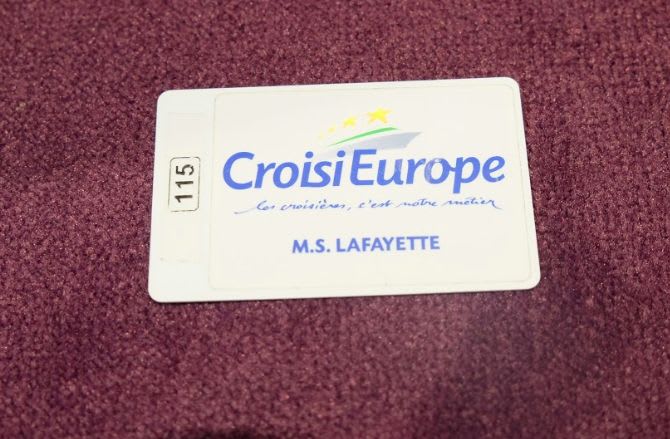 115
CroisiEurope
les croisières, c'est notre métier
M.S. LAFAYETTE